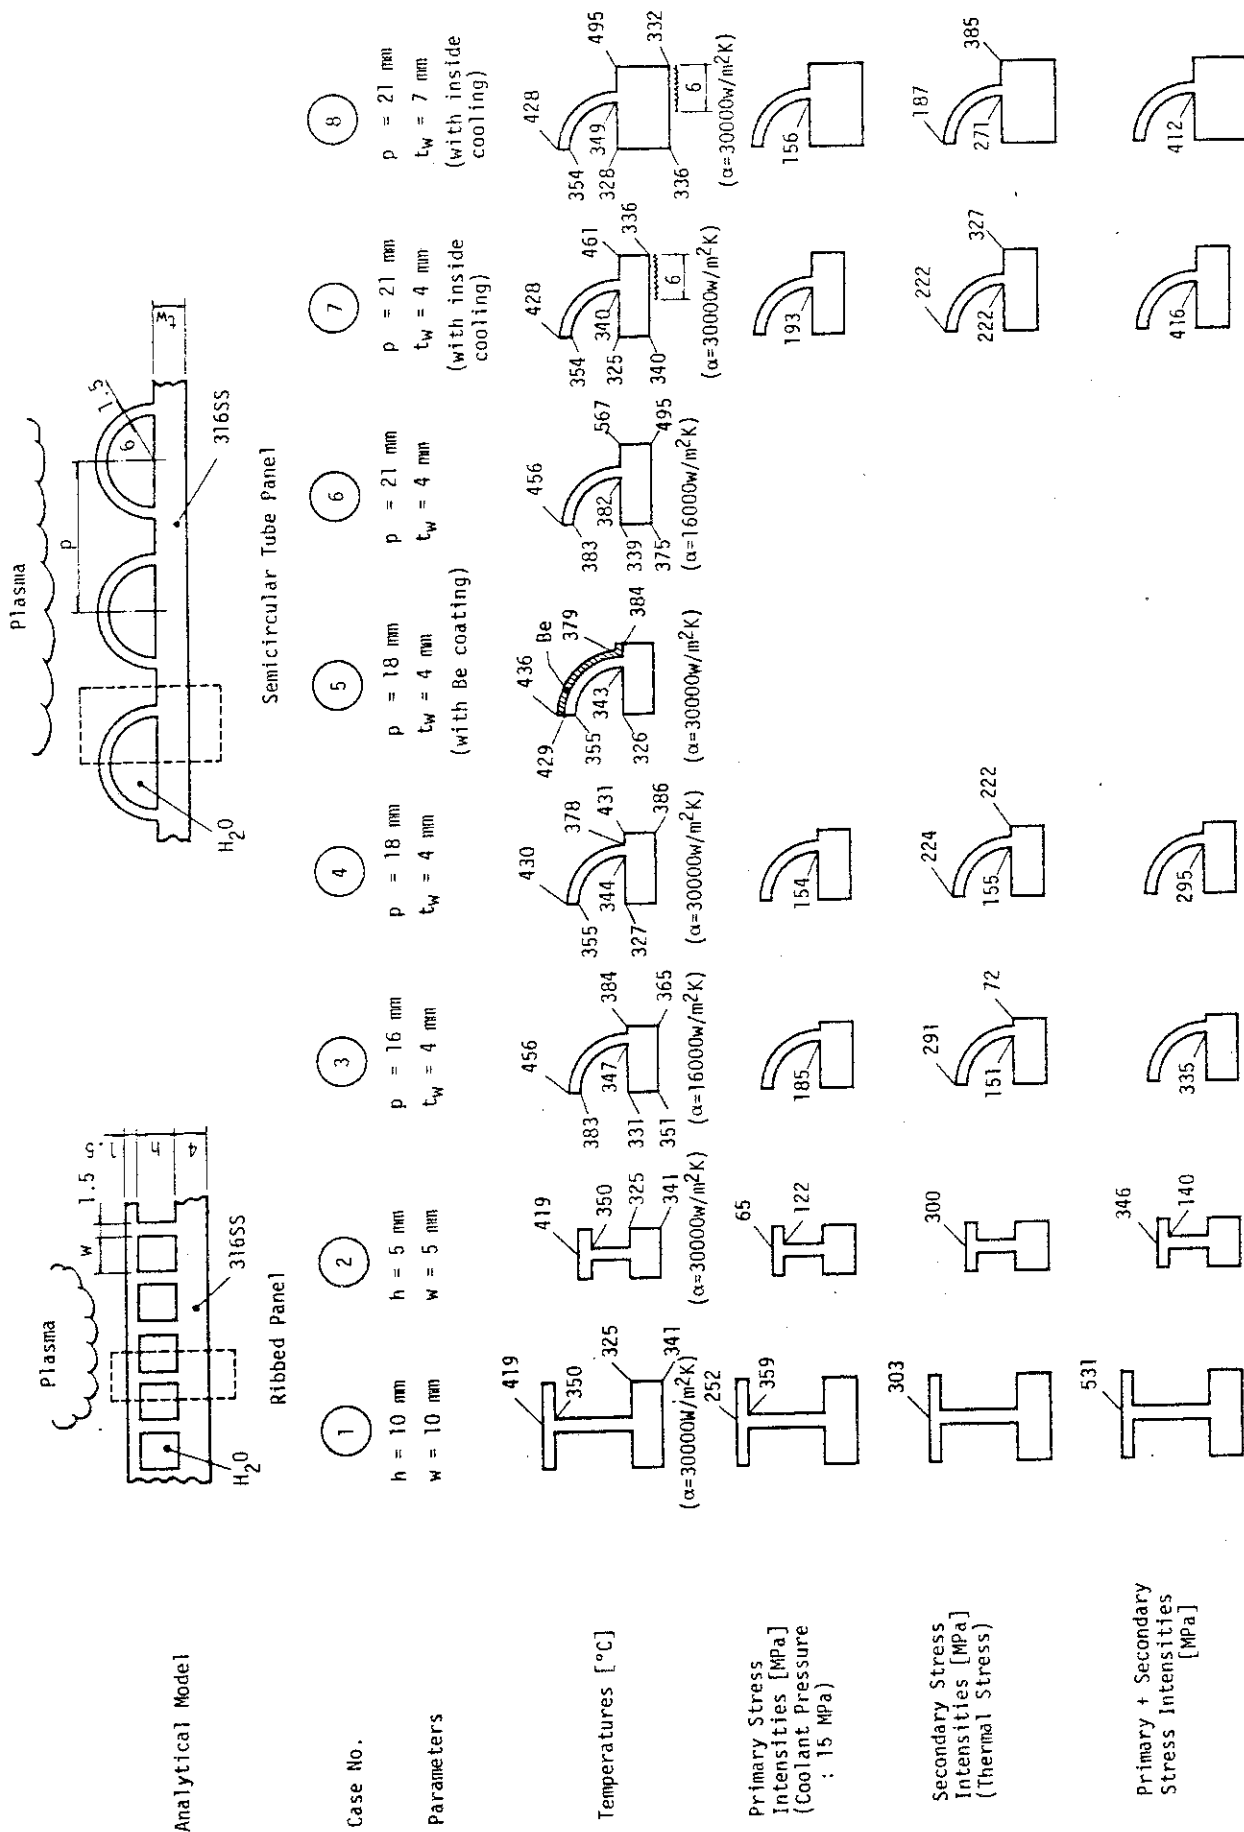 Analytical Model
Plasma
1.5
w
1.5
h
4
H2O
316SS
Ribbed Panel
Plasma
p
6
1.5
tw
H2O
316SS
Semicircular Tube Panel
Case No.
1
2
3
4
5
6
7
8
Parameters
h = 10 mm
w = 10 mm
h = 5 mm
w = 5 mm
p = 16 mm
tw = 4 mm
p = 18 mm
tw = 4 mm
p = 18 mm
tw = 4 mm
(with Be coating)
p = 21 mm
tw = 4 mm
p = 21 mm
tw = 4 mm
(with inside
cooling)
p = 21 mm
tw = 7 mm
(with inside
cooling)
Temperatures [°C]
419
350
325
341
(α=30000W/m²K)
419
350
325
341
(α=30000w/m²K)
456
383
347
384
331
351
365
(α=16000w/m²K)
430
355
378
431
344
327
386
(α=30000w/m²K)
436
Be
429
379
355
343
384
326
(α=30000w/m²K)
456
383
567
382
339
375
495
(α=16000w/m²K)
428
354
461
340
325
340
336
6
(α=30000w/m²K)
428
354
495
349
328
336
332
6
(α=30000w/m²K)
Primary Stress
Intensities [MPa]
(Coolant Pressure
: 15 MPa)
252
359
65
122
185
154
193
156
Secondary Stress
Intensities [MPa]
(Thermal Stress)
303
300
291
151
72
224
155
222
222
222
327
187
271
385
Primary + Secondary
Stress Intensities
[MPa]
531
346
140
335
295
416
412